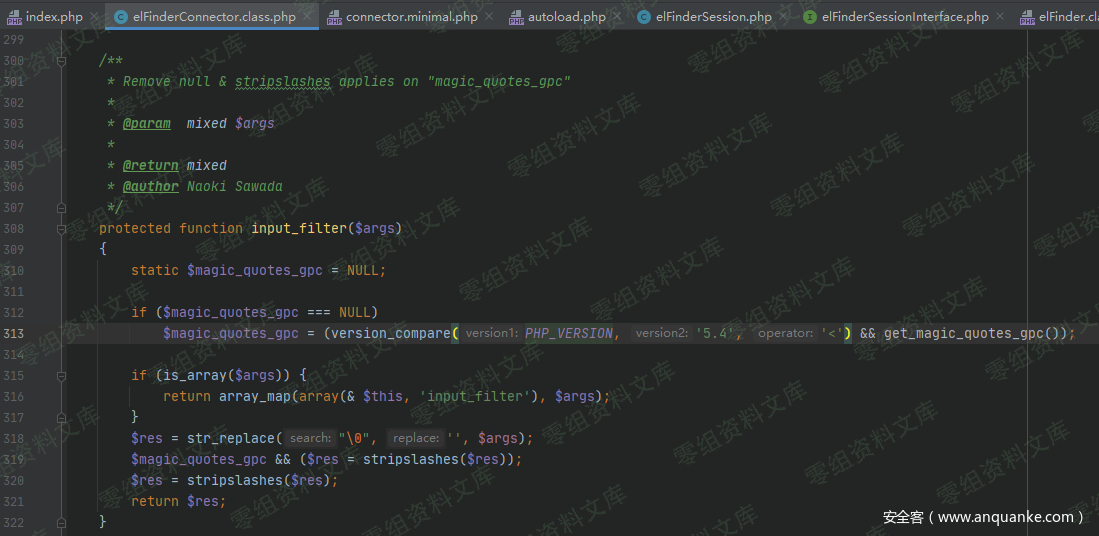 index.php × elFinderConnector.class.php × connector.minimal.php × autoload.php × elFinderSession.php × elFinderSessionInterface.php × elFinder.cl
299
300 /**
301 * Remove null & stripslashes applies on "magic_quotes_gpc"
302 *
303 * @param mixed $args
304 *
305 * @return mixed
306 * @author Naoki Sawada
307 */
308 protected function input_filter($args)
309 {
310 static $magic_quotes_gpc = NULL;
311
312 if ($magic_quotes_gpc === NULL)
313 $magic_quotes_gpc = (version_compare( version1: PHP_VERSION, version2: '5.4', operator: '<') && get_magic_quotes_gpc());
314
315 if (is_array($args)) {
316 return array_map(array(& $this, 'input_filter'), $args);
317 }
318 $res = str_replace( search: "\0", replace: '', $args);
319 $magic_quotes_gpc && ($res = stripslashes($res));
320 $res = stripslashes($res);
321 return $res;
322 }
零组资料文库
安全客 ( www.anquanke.com )